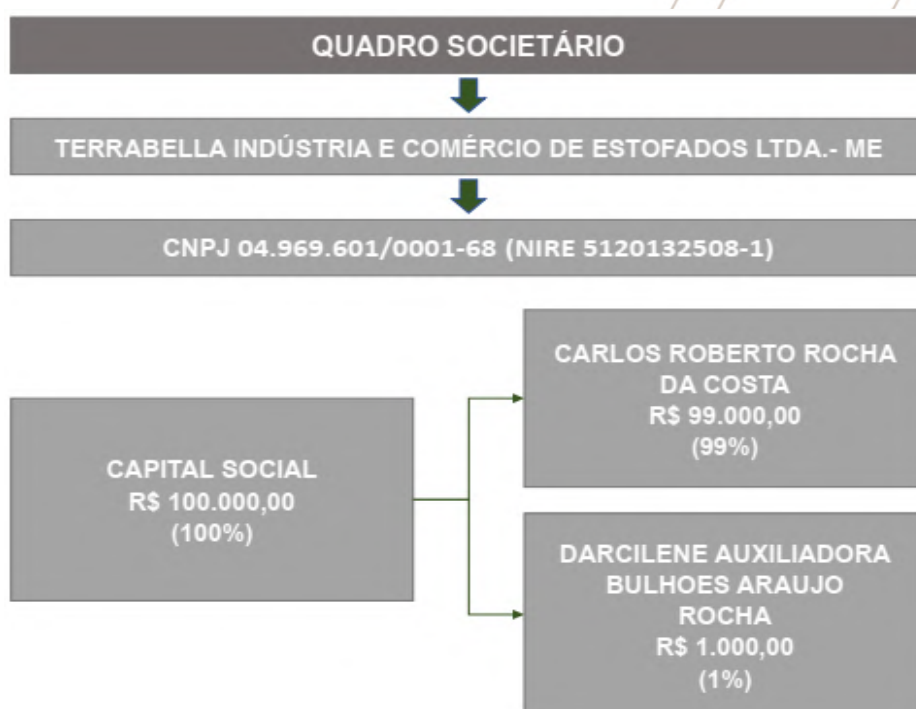 QUADRO SOCIETÁRIO
TERRABELLA INDÚSTRIA E COMÉRCIO DE ESTOFADOS LTDA.- ME
CNPJ 04.969.601/0001-68 (NIRE 5120132508-1)
CAPITAL SOCIAL
R$ 100.000,00
(100%)
CARLOS ROBERTO ROCHA
DA COSTA
R$ 99.000,00
(99%)
DARCILENE AUXILIADORA
BULHOES ARAUJO
ROCHA
R$ 1.000,00
(1%)